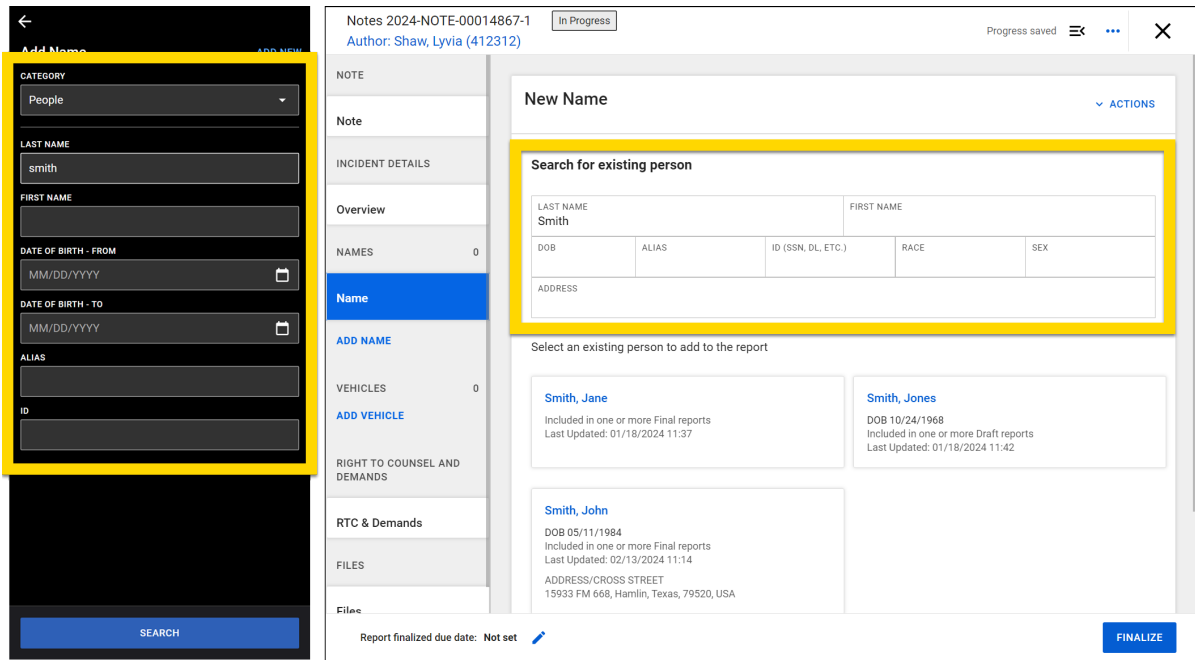 Add Name ADD NEW
CATEGORY
People
LAST NAME
smith
FIRST NAME
DATE OF BIRTH - FROM
MM/DD/YYYY
DATE OF BIRTH - TO
MM/DD/YYYY
ALIAS
ID
SEARCH
Notes 2024-NOTE-00014867-1 In Progress
Author: Shaw, Lyvia (412312)
Progress saved
NOTE
Note
INCIDENT DETAILS
Overview
NAMES 0
Name
ADD NAME
VEHICLES 0
ADD VEHICLE
RIGHT TO COUNSEL AND
DEMANDS
RTC & Demands
FILES
Files
New Name
ACTIONS
Search for existing person
LAST NAME FIRST NAME
Smith
DOB ALIAS ID (SSN, DL, ETC.) RACE SEX
ADDRESS
Select an existing person to add to the report
Smith, Jane
Included in one or more Final reports
Last Updated: 01/18/2024 11:37
Smith, Jones
DOB 10/24/1968
Included in one or more Draft reports
Last Updated: 01/18/2024 11:42
Smith, John
DOB 05/11/1984
Included in one or more Final reports
Last Updated: 02/13/2024 11:14
ADDRESS/CROSS STREET
15933 FM 668, Hamlin, Texas, 79520, USA
Report finalized due date: Not set
FINALIZE